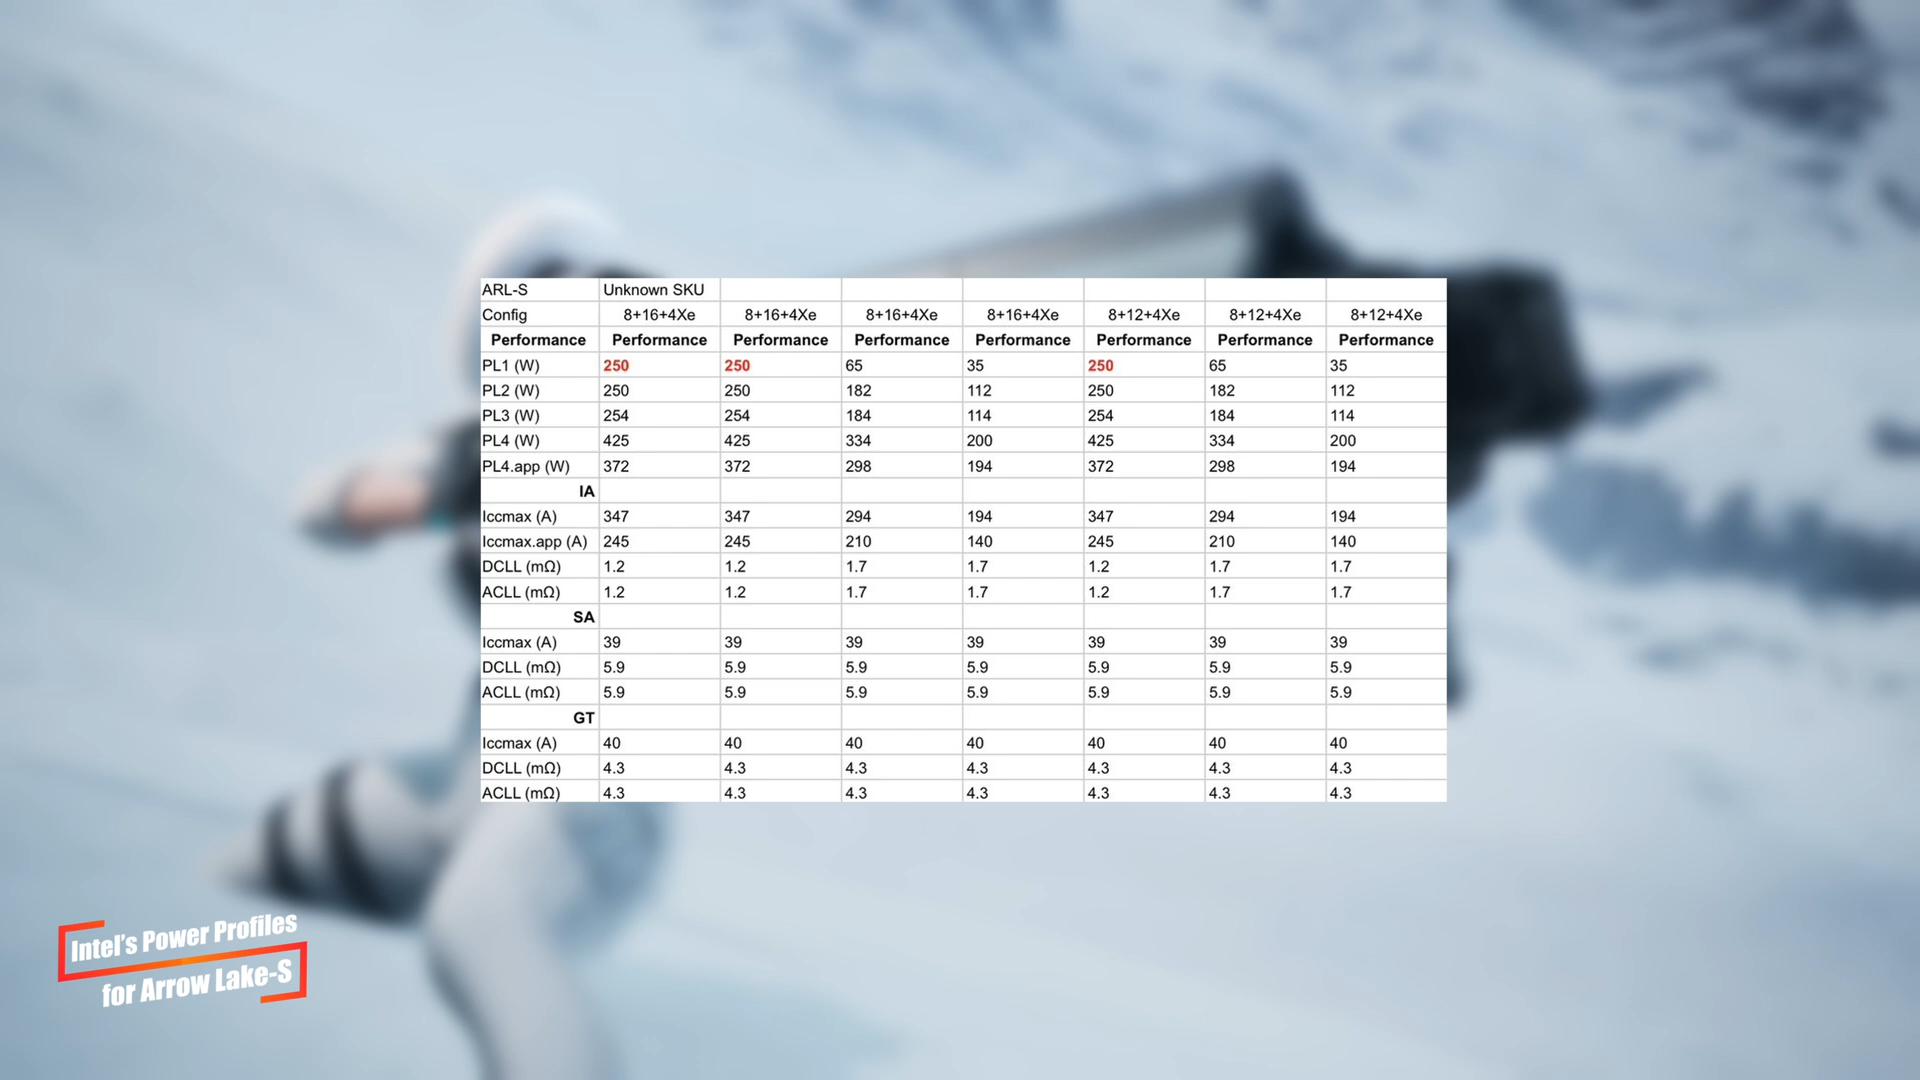 ARL-S Unknown SKU
Config 8+16+4Xe 8+16+4Xe 8+16+4Xe 8+16+4Xe 8+12+4Xe 8+12+4Xe 8+12+4Xe
Performance Performance Performance Performance Performance Performance Performance Performance
PL1 (W) 250 250 65 35 250 65 35
PL2 (W) 250 250 182 112 250 182 112
PL3 (W) 254 254 184 114 254 184 114
PL4 (W) 425 425 334 200 425 334 200
PL4.app (W) 372 372 298 194 372 298 194
IA
Iccmax (A) 347 347 294 194 347 294 194
Iccmax.app (A) 245 245 210 140 245 210 140
DCLL (mΩ) 1.2 1.2 1.7 1.7 1.2 1.7 1.7
ACLL (mΩ) 1.2 1.2 1.7 1.7 1.2 1.7 1.7
SA
Iccmax (A) 39 39 39 39 39 39 39
DCLL (mΩ) 5.9 5.9 5.9 5.9 5.9 5.9 5.9
ACLL (mΩ) 5.9 5.9 5.9 5.9 5.9 5.9 5.9
GT
Iccmax (A) 40 40 40 40 40 40 40
DCLL (mΩ) 4.3 4.3 4.3 4.3 4.3 4.3 4.3
ACLL (mΩ) 4.3 4.3 4.3 4.3 4.3 4.3 4.3
Intel's Power Profiles
for Arrow Lake-S